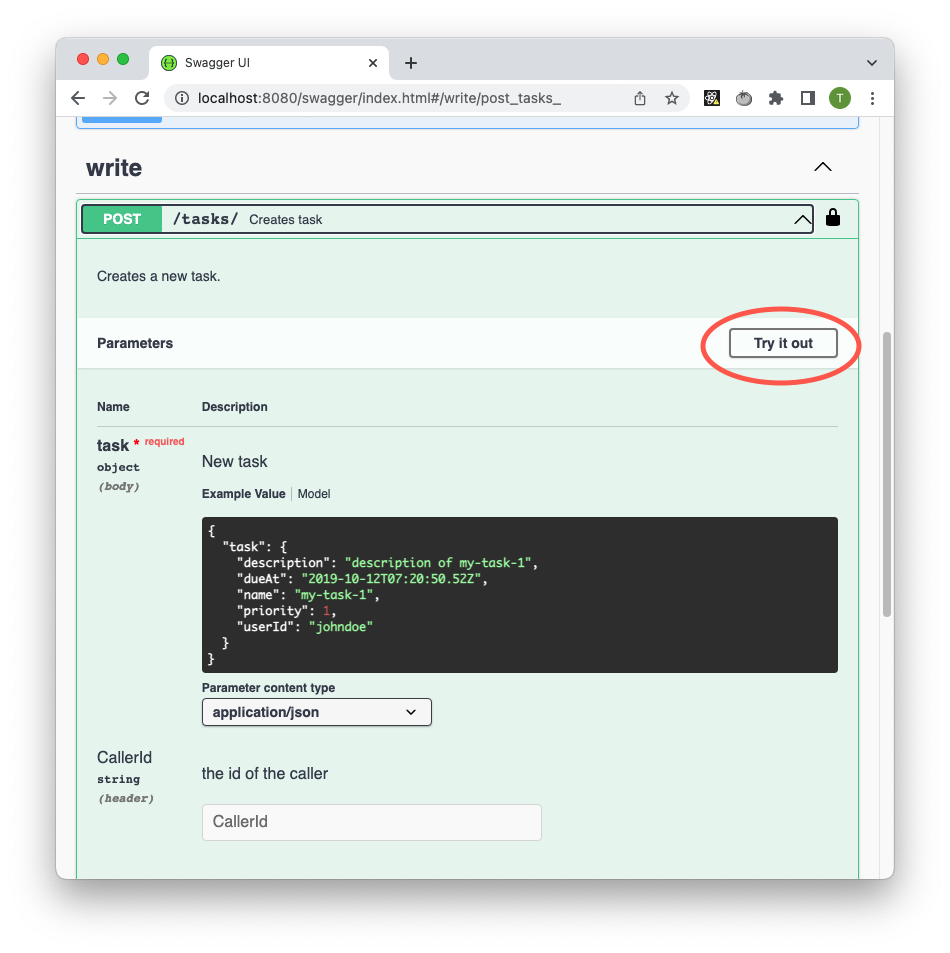 Swagger UI
localhost:8080/swagger/index.html#/write/post_tasks_
T
write
POST /tasks/ Creates task
Creates a new task.
Parameters
Try it out
Name Description
task * required
object
(body)
New task
Example Value Model
{
  "task": {
    "description": "description of my-task-1",
    "dueAt": "2019-10-12T07:20:50.52Z",
    "name": "my-task-1",
    "priority": 1,
    "userId": "johndoe"
  }
}
Parameter content type
application/json
CallerId
string
(header)
the id of the caller
CallerId